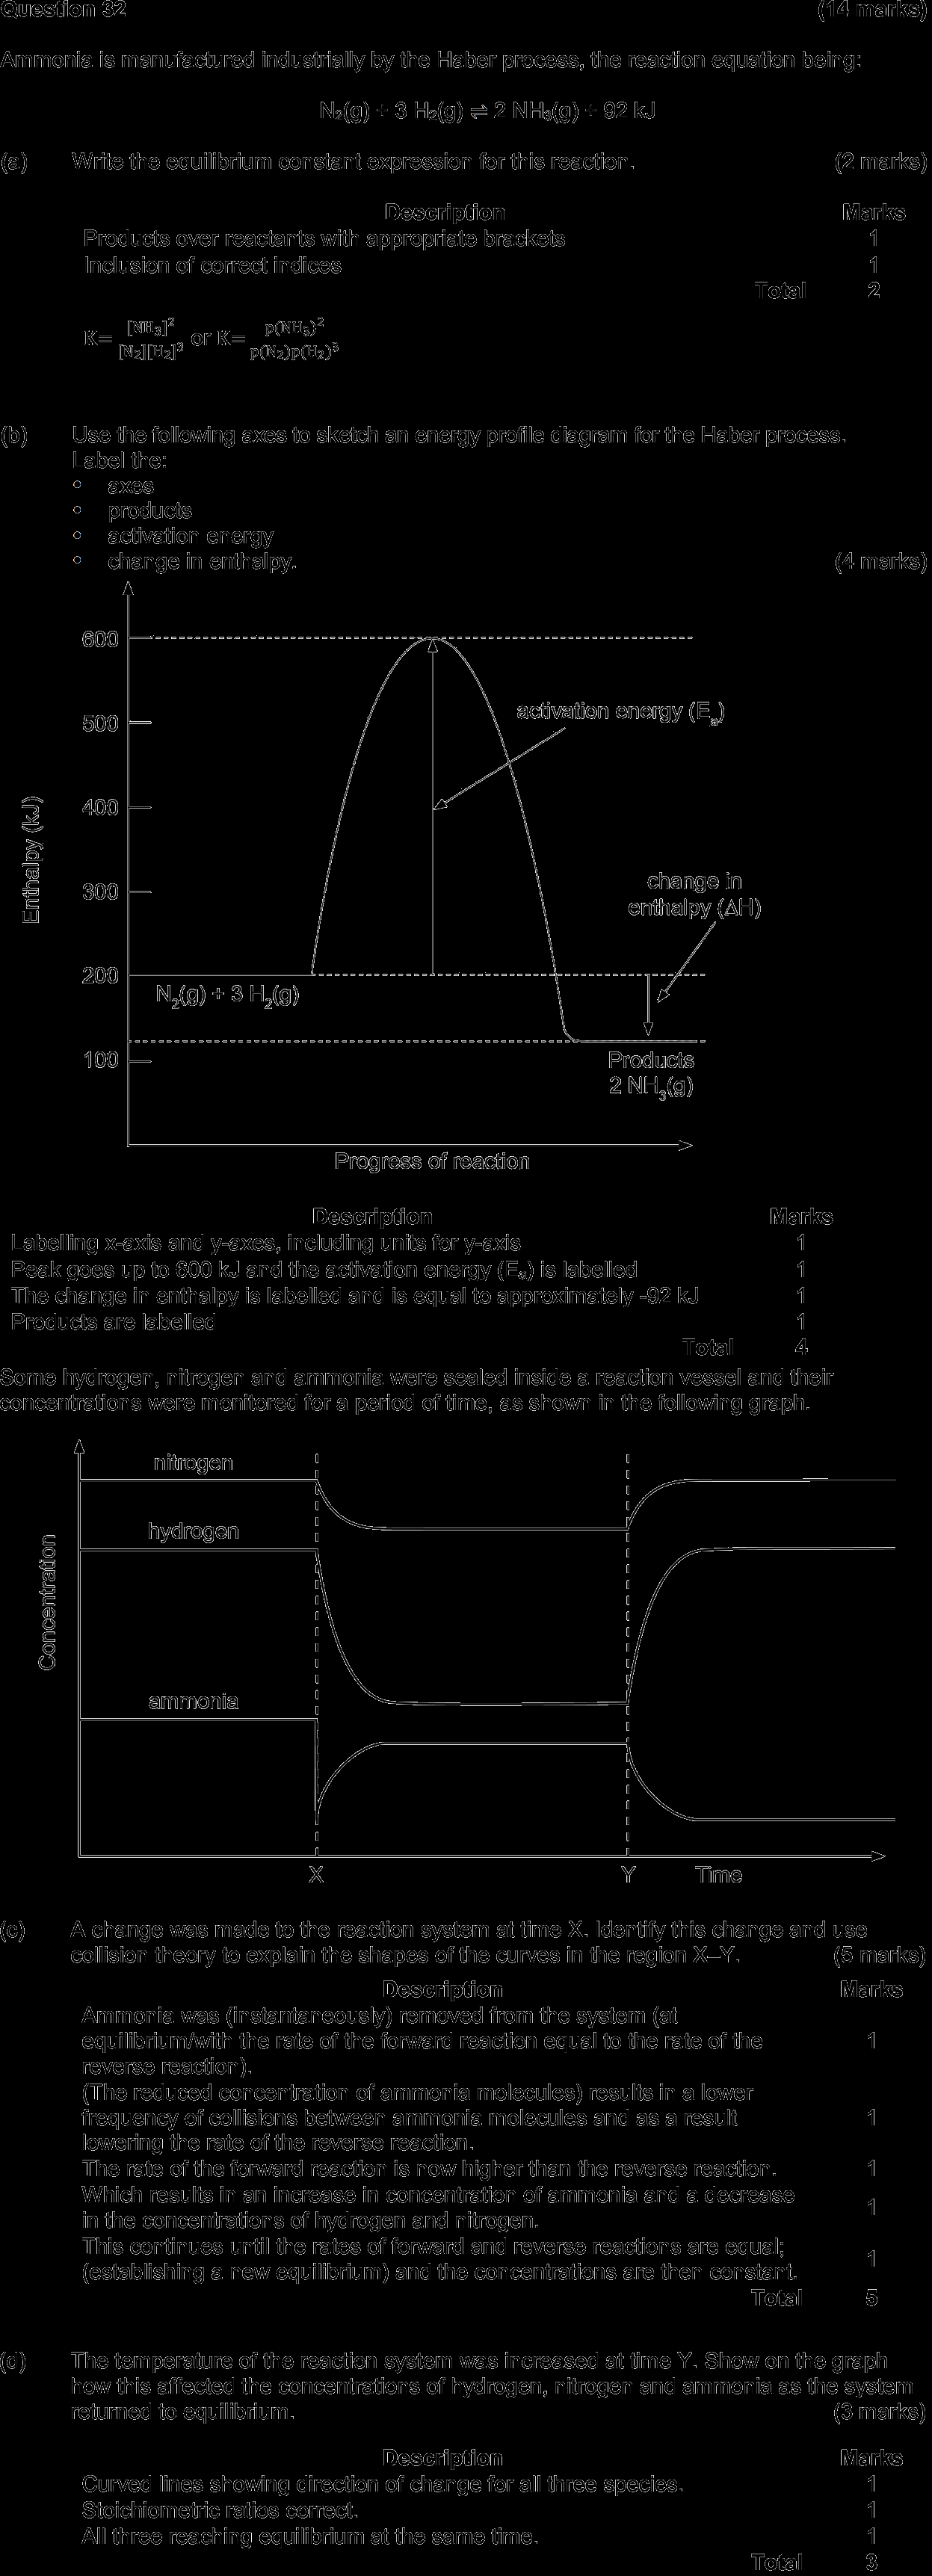 Question 32 (14 marks)
Ammonia is manufactured industrially by the Haber process, the reaction equation being:
N₂(g) + 3 H₂(g) ⇌ 2 NH₃(g) + 92 kJ
(a) Write the equilibrium constant expression for this reaction. (2 marks)
Description Marks
Products over reactants with appropriate brackets 1
Inclusion of correct indices 1
Total 2
K= [NH₃]² / [N₂][H₂]³ or K= p(NH₃)² / p(N₂)p(H₂)³
(b) Use the following axes to sketch an energy profile diagram for the Haber process.
Label the:
○ axes
○ products
○ activation energy
○ change in enthalpy. (4 marks)
600
activation energy (Eₐ)
500
400
Enthalpy (kJ)
300
change in
enthalpy (ΔH)
200
N₂(g) + 3 H₂(g)
100
Products
2 NH₃(g)
Progress of reaction
Description Marks
Labelling x-axis and y-axes, including units for y-axis 1
Peak goes up to 600 kJ and the activation energy (Eₐ) is labelled 1
The change in enthalpy is labelled and is equal to approximately -92 kJ 1
Products are labelled 1
Total 4
Some hydrogen, nitrogen and ammonia were sealed inside a reaction vessel and their
concentrations were monitored for a period of time, as shown in the following graph.
nitrogen
hydrogen
Concentration
ammonia
X Y Time
(c) A change was made to the reaction system at time X. Identify this change and use
collision theory to explain the shapes of the curves in the region X–Y. (5 marks)
Description Marks
Ammonia was (instantaneously) removed from the system (at
equilibrium/with the rate of the forward reaction equal to the rate of the 1
reverse reaction).
(The reduced concentration of ammonia molecules) results in a lower
frequency of collisions between ammonia molecules and as a result 1
lowering the rate of the reverse reaction.
The rate of the forward reaction is now higher than the reverse reaction. 1
Which results in an increase in concentration of ammonia and a decrease 1
in the concentrations of hydrogen and nitrogen.
This continues until the rates of forward and reverse reactions are equal; 1
(establishing a new equilibrium) and the concentrations are then constant.
Total 5
(d) The temperature of the reaction system was increased at time Y. Show on the graph
how this affected the concentrations of hydrogen, nitrogen and ammonia as the system
returned to equilibrium. (3 marks)
Description Marks
Curved lines showing direction of change for all three species. 1
Stoichiometric ratios correct. 1
All three reaching equilibrium at the same time. 1
Total 3